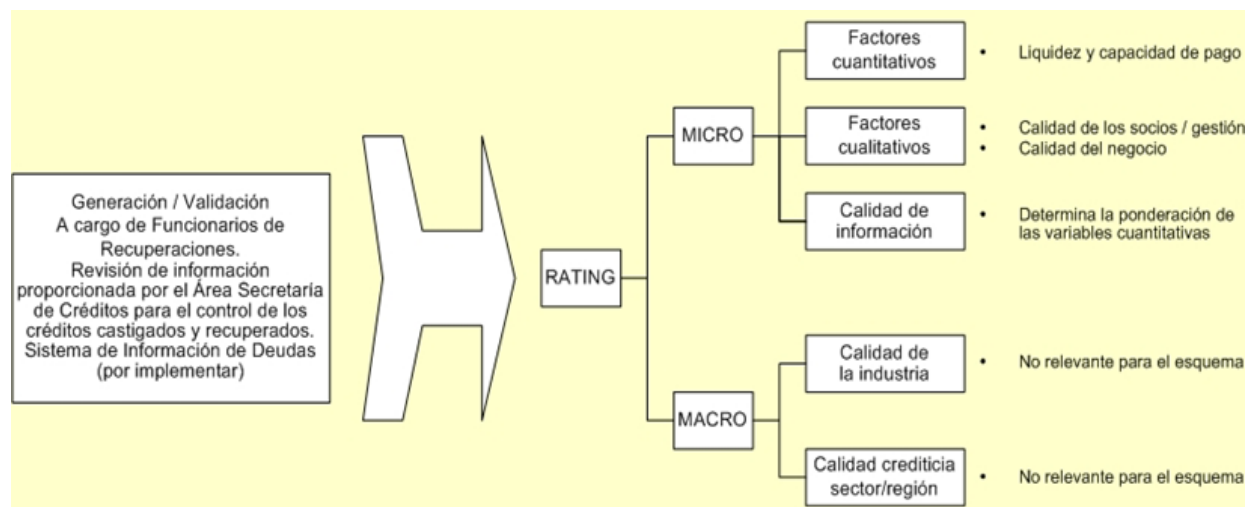 Generación / Validación
A cargo de Funcionarios de
Recuperaciones.
Revisión de información
proporcionada por el Área Secretaría
de Créditos para el control de los
créditos castigados y recuperados.
Sistema de Información de Deudas
(por implementar)
RATING
MICRO
Factores
cuantitativos
• Liquidez y capacidad de pago
Factores
cualitativos
• Calidad de los socios / gestión
• Calidad del negocio
Calidad de
información
• Determina la ponderación de
las variables cuantitativas
MACRO
Calidad de
la industria
• No relevante para el esquema
Calidad crediticia
sector/región
• No relevante para el esquema